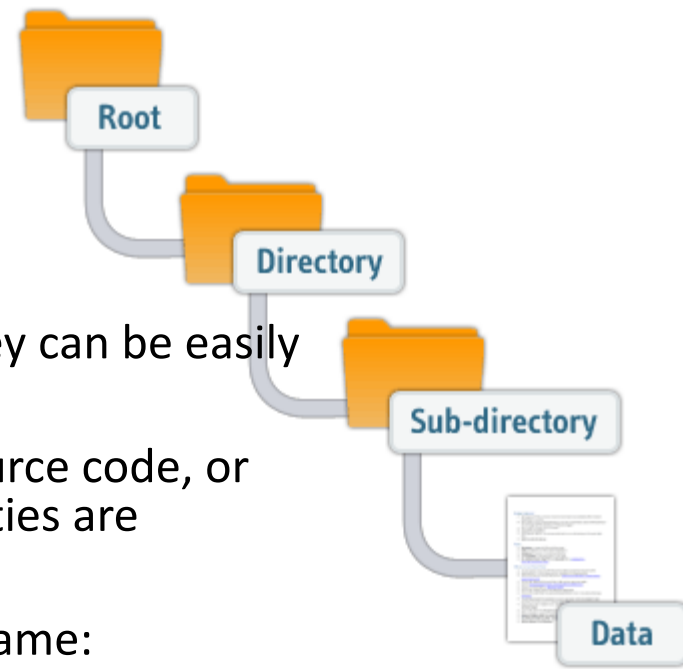 Root
Directory
ey can be easily
Sub-directory
urce code, or
ties are
Data
ame: